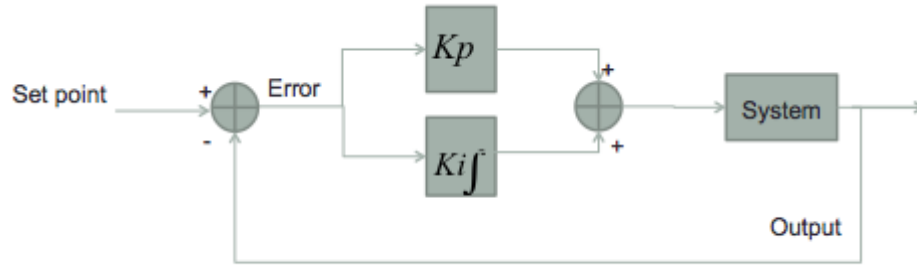 Set point
+
-
Error
Kp
Ki∫
+
+
System
Output